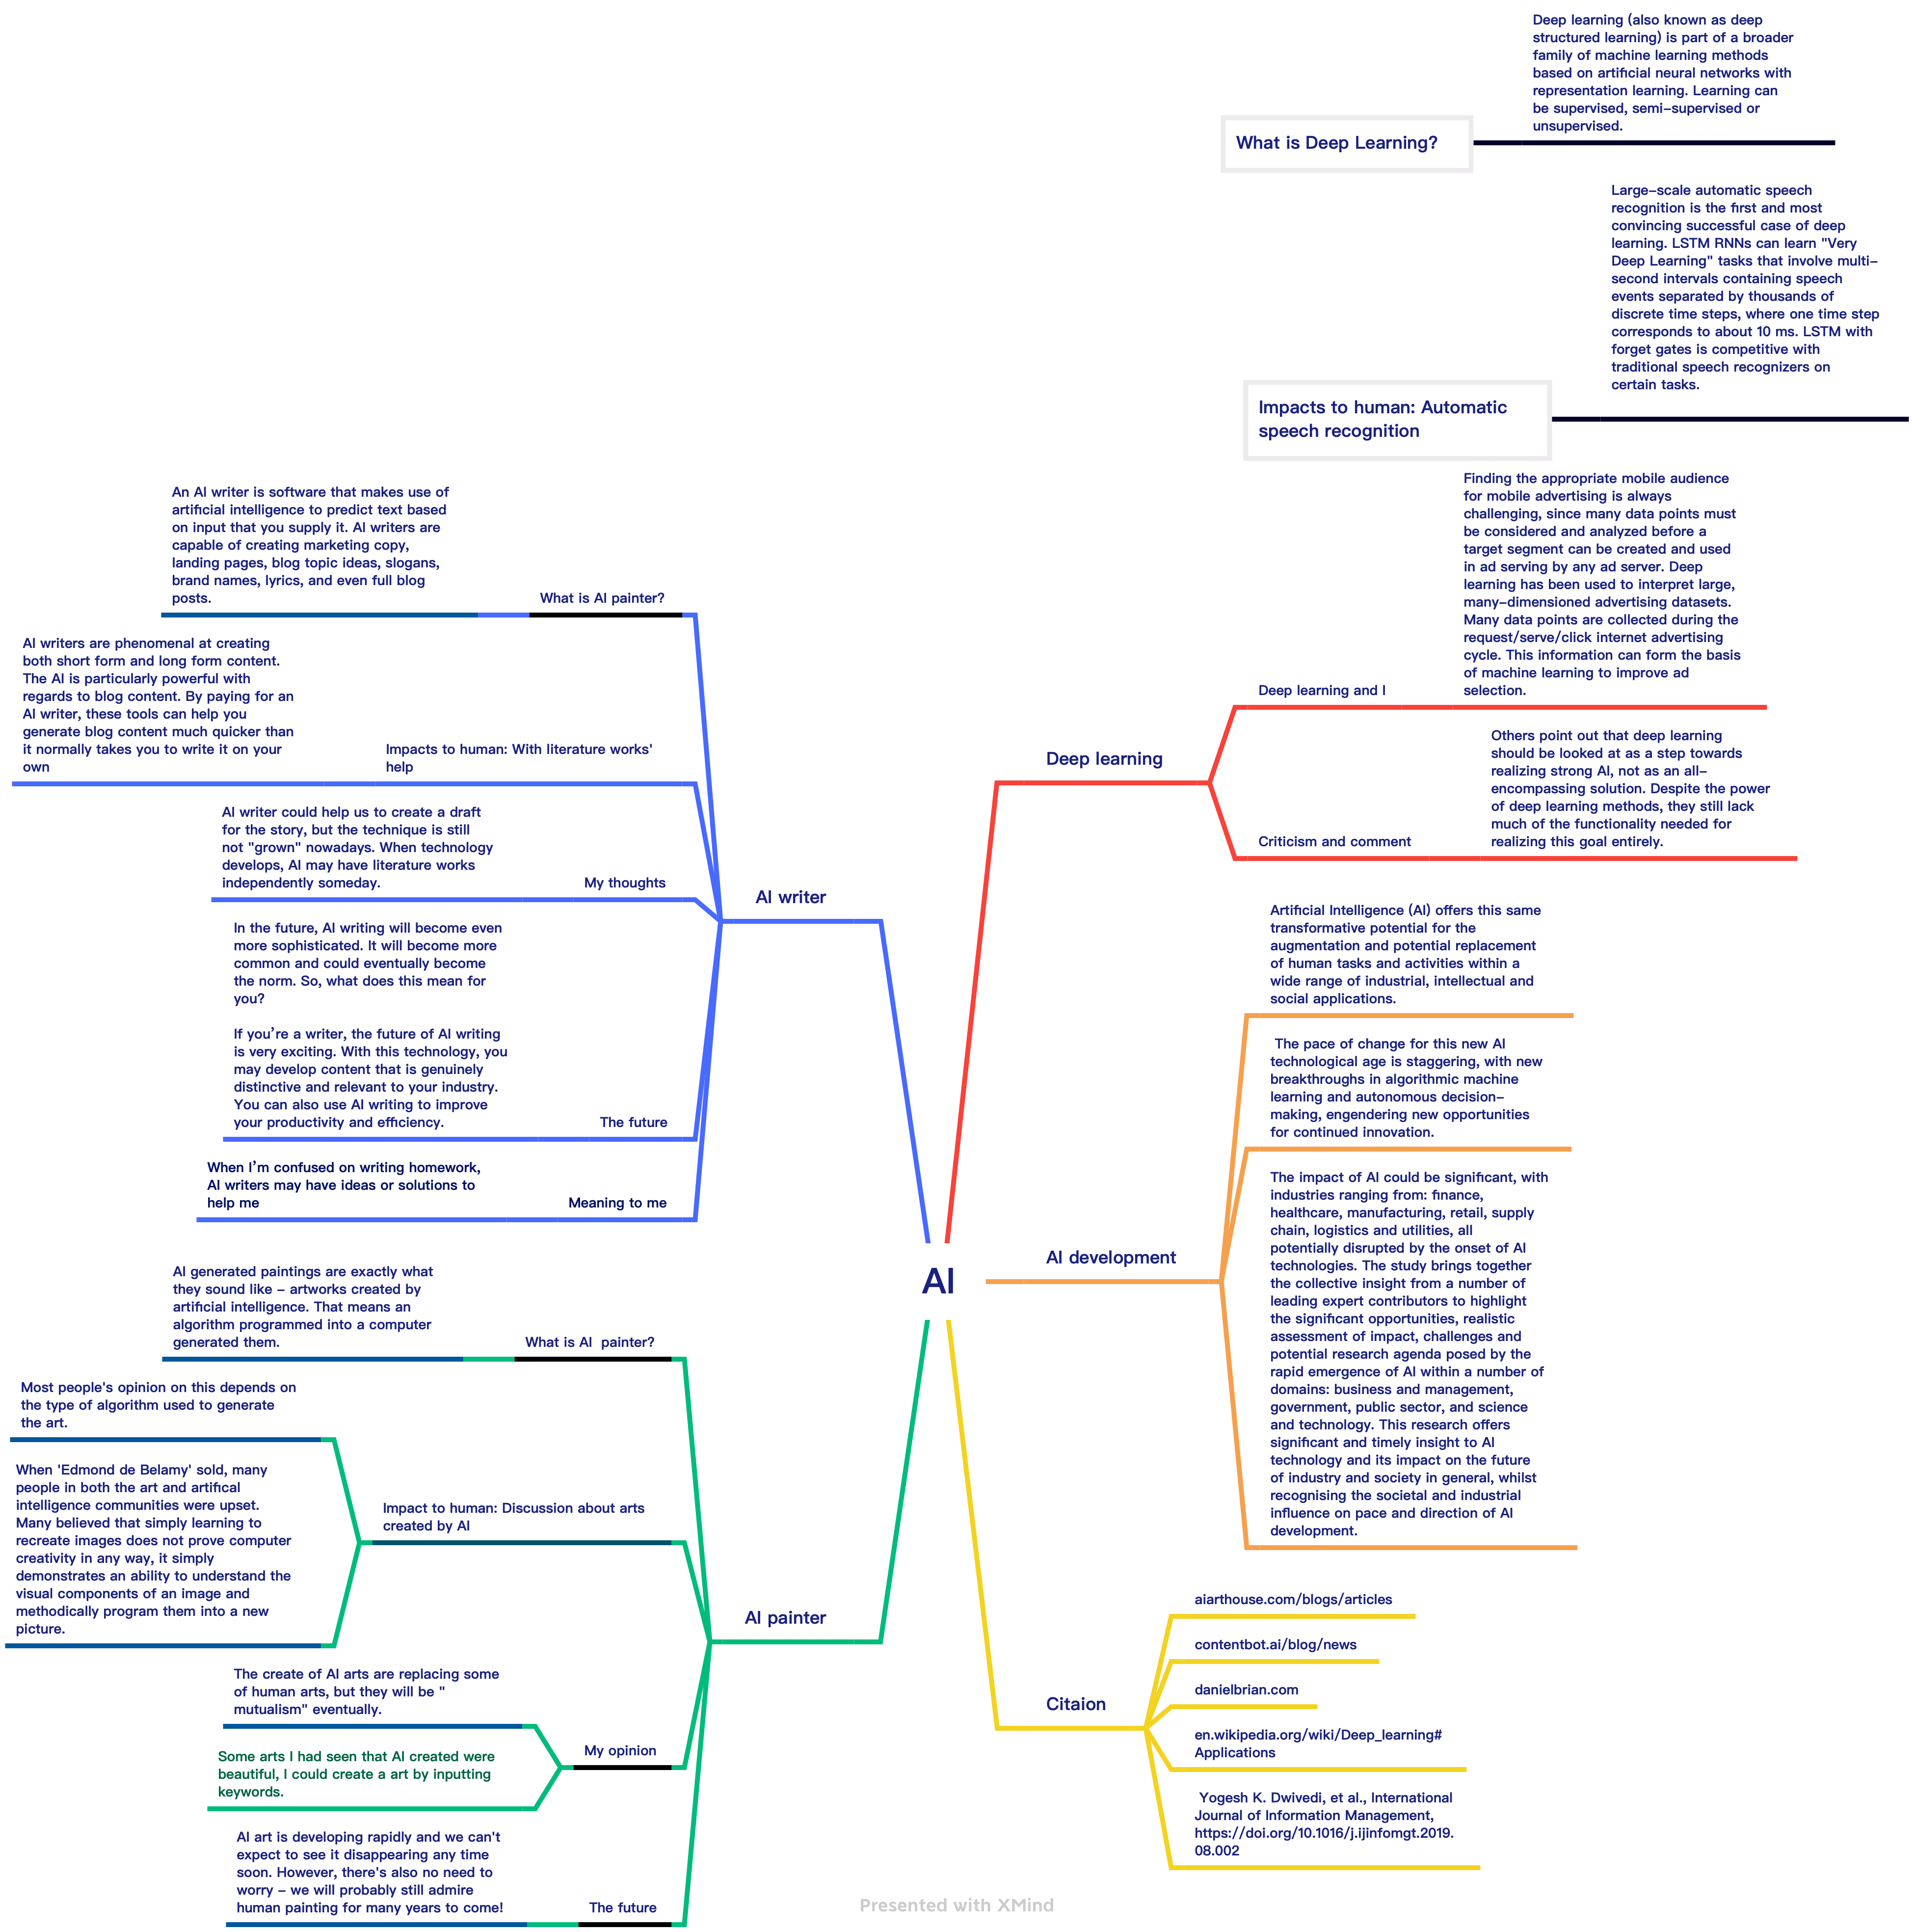 Deep learning (also known as deep
structured learning) is part of a broader
family of machine learning methods
based on artificial neural networks with
representation learning. Learning can
be supervised, sem-supervised or
unsupervised.
What is Deep Learning?
Large-scale automatic speech
recognition is the first and most
convincing successful case of deep
learning. LSTM RNNs can learn "Very
Deep Learning" tasks that involve multi-
second intervals containing speech
events separated by thousands of
discrete time steps, where one time step
corresponds to about 10 ms. LSTM with
forget gates is competitive with
traditional speech recognizers on
certain tasks.
Impacts to human: Automatic
speech recognition
An AI writer is software that makes use of
artificial intelligence to predict text based
on input that you supply it. AI writers are
capable of creating marketing copy,
landing pages, blog topic ideas, slogans,
brand names, lyrics, and even full blog
posts.
What is AI painter?
AI writers are phenomenal at creating
both short form and long form content.
The AI is particularly powerful with
regards to blog content. By paying for an
AI writer, these tools can help you
generate blog content much quicker than
it normally takes you to write it on your
own
Impacts to human: With literature works'
help
AI writer could help us to create a draft
for the story, but the technique is still
not "grown" nowadays. When technology
develops, AI may have literature works
independently someday.
My thoughts
AI writer
In the future, AI writing will become even
more sophisticated. It will become more
common and could eventually become
the norm. So, what does this mean for
you?
If you're a writer, the future of AI writing
is very exciting. With this technology, you
may develop content that is genuinely
distinctive and relevant to your industry.
You can also use AI writing to improve
your productivity and efficiency.
The future
When I'm confused on writing homework,
AI writers may have ideas or solutions to
help me
Meaning to me
Finding the appropriate mobile audience
for mobile advertising is always
challenging, since many data points must
be considered and analyzed before a
target segment can be created and used
in ad serving by any ad server. Deep
learning has been used to interpret large,
many-dimensioned advertising datasets.
Many data points are collected during the
request/serve/click internet advertising
cycle. This information can form the basis
of machine learning to improve ad
selection.
Deep learning and I
Deep learning
Others point out that deep learning
should be looked at as a step towards
realizing strong AI, not as an all-
encompassing solution. Despite the power
of deep learning methods, they still lack
much of the functionality needed for
realizing this goal entirely.
Criticism and comment
Artificial Intelligence (AI) offers this same
transformative potential for the
augmentation and potential replacement
of human tasks and activities within a
wide range of industrial, intellectual and
social applications.
The pace of change for this new AI
technological age is staggering, with new
breakthroughs in algorithmic machine
learning and autonomous decision-
making, engendering new opportunities
for continued innovation.
AI development
AI
The impact of AI could be significant, with
industries ranging from: finance,
healthcare, manufacturing, retail, supply
chain, logistics and utilities, all
potentially disrupted by the onset of AI
technologies. The study brings together
the collective insight from a number of
leading expert contributors to highlight
the significant opportunities, realistic
assessment of impact, challenges and
potential research agenda posed by the
rapid emergence of AI within a number of
domains: business and management,
government, public sector, and science
and technology. This research offers
significant and timely insight to AI
technology and its impact on the future
of industry and society in general, whilst
recognising the societal and industrial
influence on pace and direction of AI
development.
AI generated paintings are exactly what
they sound like - artworks created by
artificial intelligence. That means an
algorithm programmed into a computer
generated them.
What is AI  painter?
Most people's opinion on this depends on
the type of algorithm used to generate
the art.
When 'Edmond de Belamy' sold, many
people in both the art and artifical
intelligence communities were upset.
Many believed that simply learning to
recreate images does not prove computer
creativity in any way, it simply
demonstrates an ability to understand the
visual components of an image and
methodically program them into a new
picture.
Impact to human: Discussion about arts
created by AI
AI painter
The create of AI arts are replacing some
of human arts, but they will be "
mutualism" eventually.
Some arts I had seen that AI created were
beautiful, I could create a art by inputting
keywords.
My opinion
AI art is developing rapidly and we can't
expect to see it disappearing any time
soon. However, there's also no need to
worry - we will probably still admire
human painting for many years to come!
The future
Citaion
aiarthouse.com/blogs/articles
contentbot.ai/blog/news
danielbrian.com
en.wikipedia.org/wiki/Deep_learning#
Applications
Yogesh K. Dwivedi, et al., International
Journal of Information Management,
https://doi.org/10.1016/j.ijinfomgt.2019.
08.002
Presented with XMind